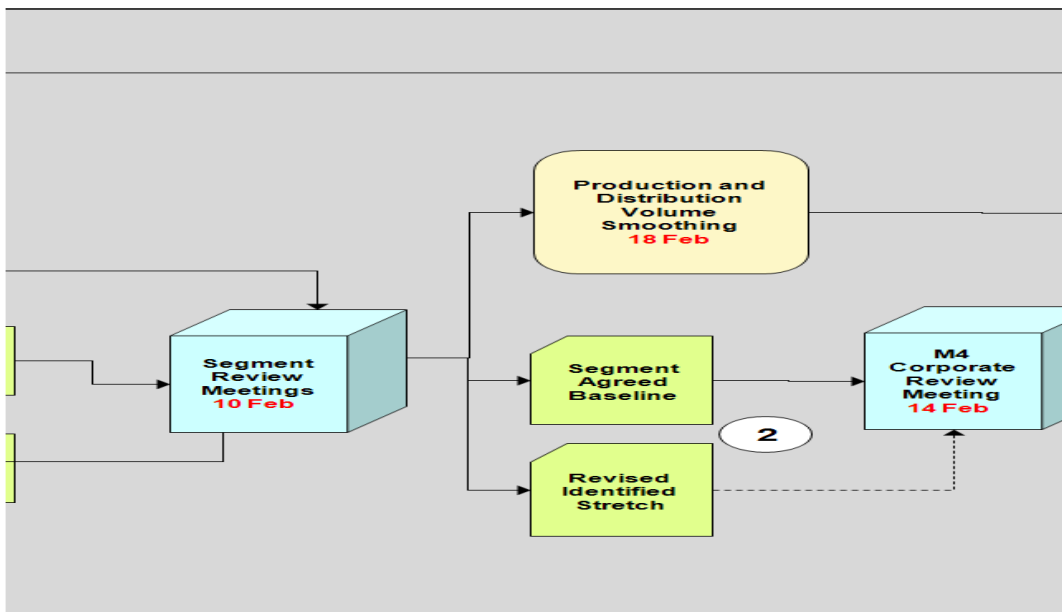 Production and
Distribution
Volume
Smoothing
18 Feb
Segment
Review
Meetings
10 Feb
Segment
Agreed
Baseline
M4
Corporate
Review
Meeting
14 Feb
2
Revised
Identified
Stretch